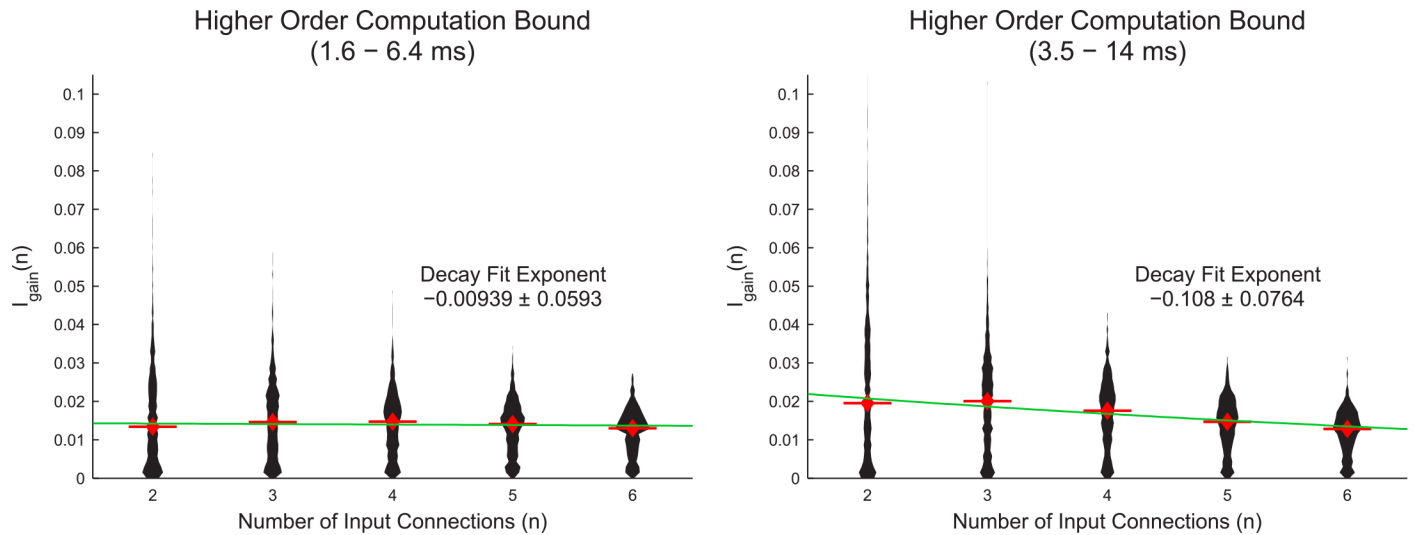 Higher Order Computation Bound
(1.6 − 6.4 ms)
0.1
0.09
0.08
0.07
0.06
0.05
0.04
0.03
0.02
0.01
0
I_gain(n)
Decay Fit Exponent
−0.00939 ± 0.0593
2 3 4 5 6
Number of Input Connections (n)
Higher Order Computation Bound
(3.5 − 14 ms)
0.1
0.09
0.08
0.07
0.06
0.05
0.04
0.03
0.02
0.01
0
I_gain(n)
Decay Fit Exponent
−0.108 ± 0.0764
2 3 4 5 6
Number of Input Connections (n)